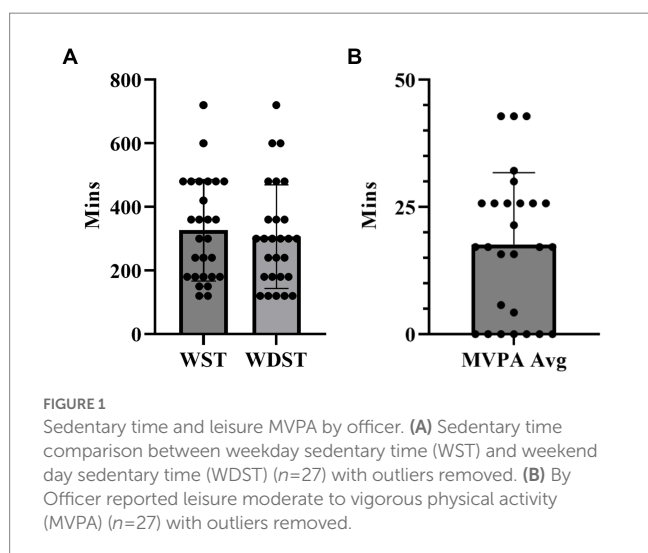 A
B
800
600
400
200
0
Mins
WST
WDST
50
25
0
Mins
MVPA Avg
FIGURE 1
Sedentary time and leisure MVPA by officer. (A) Sedentary time
comparison between weekday sedentary time (WST) and weekend
day sedentary time (WDST) (n=27) with outliers removed. (B) By
Officer reported leisure moderate to vigorous physical activity
(MVPA) (n=27) with outliers removed.